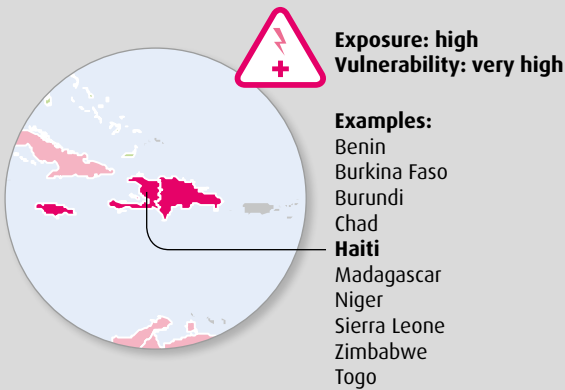 Exposure: high
Vulnerability: very high
Examples:
Benin
Burkina Faso
Burundi
Chad
Haiti
Madagascar
Niger
Sierra Leone
Zimbabwe
Togo